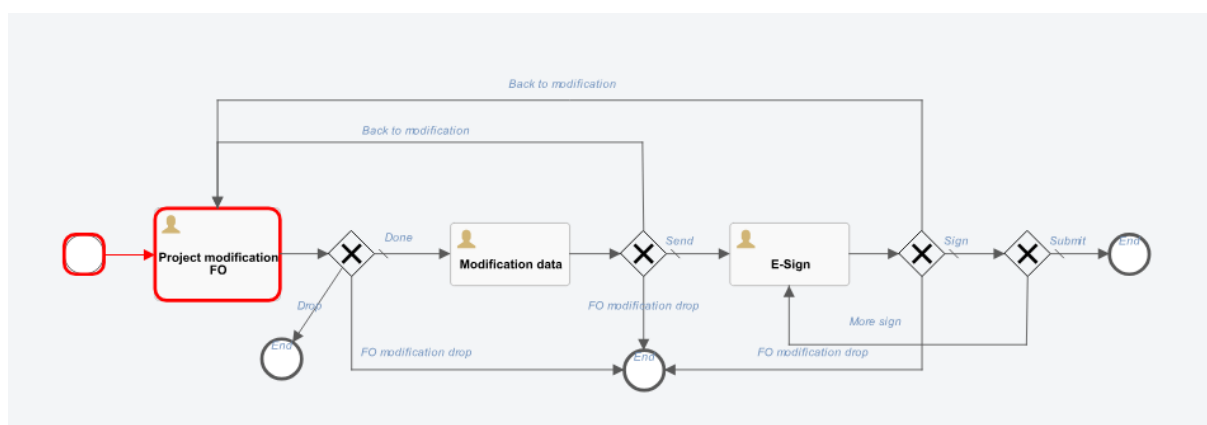 Back to modification
Back to modification
Project modification
FO
Done
Modification data
Send
E-Sign
Sign
Submit
End
Drop
End
FO modification drop
FO modification drop
End
More sign
FO modification drop